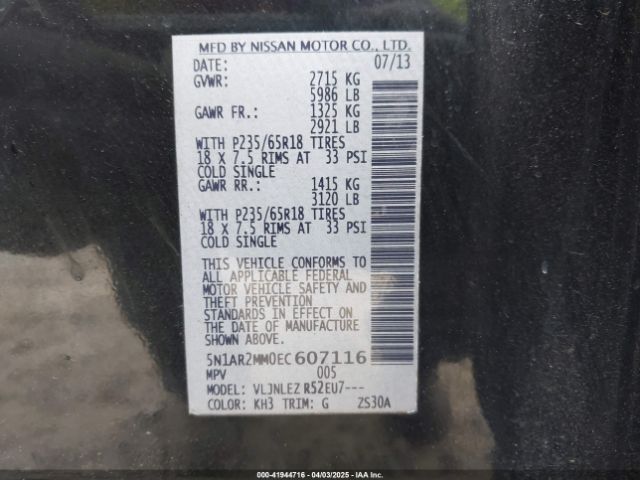 MFD BY NISSAN MOTOR CO., LTD.
DATE: 07/13
GVWR: 2715 KG
5986 LB
GAWR FR.: 1325 KG
2921 LB
WITH P235/65R18 TIRES
18 X 7.5 RIMS AT 33 PSI
COLD SINGLE
GAWR RR.: 1415 KG
3120 LB
WITH P235/65R18 TIRES
18 X 7.5 RIMS AT 33 PSI
COLD SINGLE
THIS VEHICLE CONFORMS TO
ALL APPLICABLE FEDERAL
MOTOR VEHICLE SAFETY AND
THEFT PREVENTION
STANDARDS IN EFFECT ON
THE DATE OF MANUFACTURE
SHOWN ABOVE.
5N1AR2MM0EC607116
MPV 005
MODEL: VLJNLEZ R52EU7---
COLOR: KH3 TRIM: G ZS30A
000-41944716 - 04/03/2025 - IAA Inc.